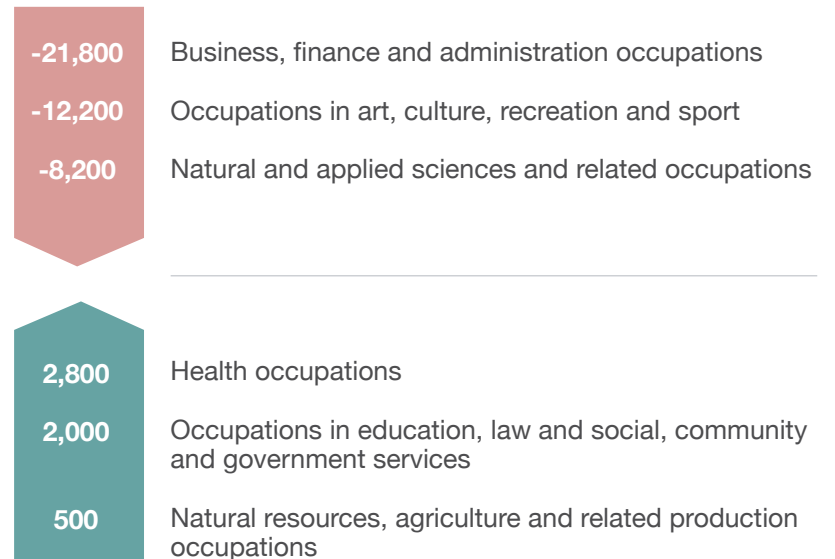 -21,800 Business, finance and administration occupations
-12,200 Occupations in art, culture, recreation and sport
-8,200 Natural and applied sciences and related occupations
2,800 Health occupations
2,000 Occupations in education, law and social, community
and government services
500 Natural resources, agriculture and related production
occupations